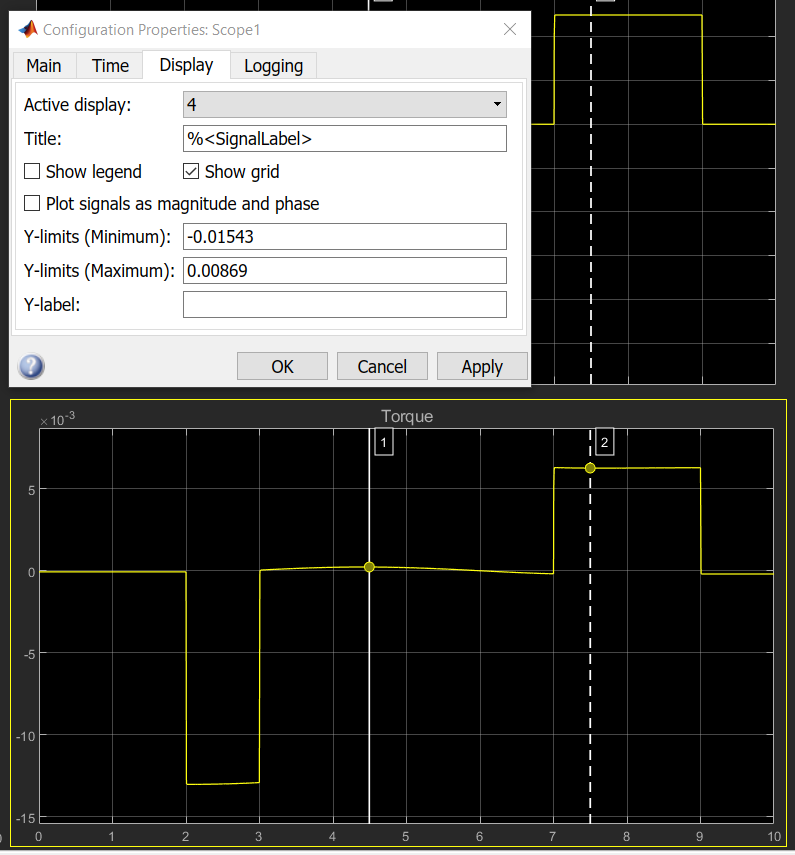 Configuration Properties: Scope1
Main Time Display Logging
Active display: 4
Title: %<SignalLabel>
Show legend Show grid
Plot signals as magnitude and phase
Y-limits (Minimum): -0.01543
Y-limits (Maximum): 0.00869
Y-label:
? OK Cancel Apply
×10⁻³ Torque
1 2
5
0
-5
-10
-15
0 1 2 3 4 5 6 7 8 9 10